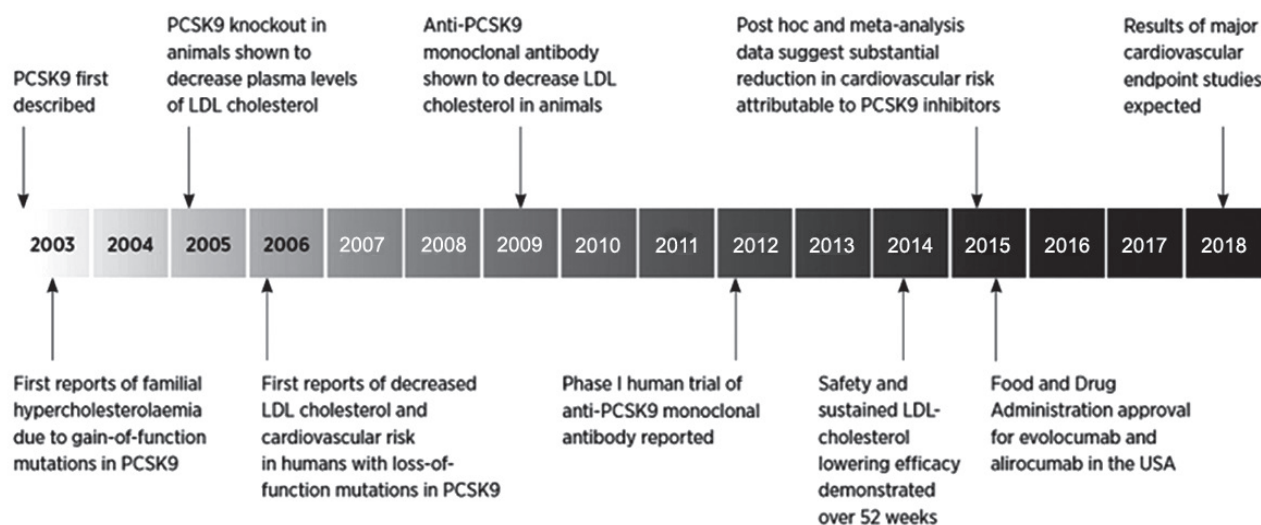 PCSK9 first
described
PCSK9 knockout in
animals shown to
decrease plasma levels
of LDL cholesterol
Anti-PCSK9
monoclonal antibody
shown to decrease LDL
cholesterol in animals
Post hoc and meta-analysis
data suggest substantial
reduction in cardiovascular risk
attributable to PCSK9 inhibitors
Results of major
cardiovascular
endpoint studies
expected
2003 2004 2005 2006 2007 2008 2009 2010 2011 2012 2013 2014 2015 2016 2017 2018
First reports of familial
hypercholesterolaemia
due to gain-of-function
mutations in PCSK9
First reports of decreased
LDL cholesterol and
cardiovascular risk
in humans with loss-of-
function mutations in PCSK9
Phase I human trial of
anti-PCSK9 monoclonal
antibody reported
Safety and
sustained LDL-
cholesterol
lowering efficacy
demonstrated
over 52 weeks
Food and Drug
Administration approval
for evolocumab and
alirocumab in the USA